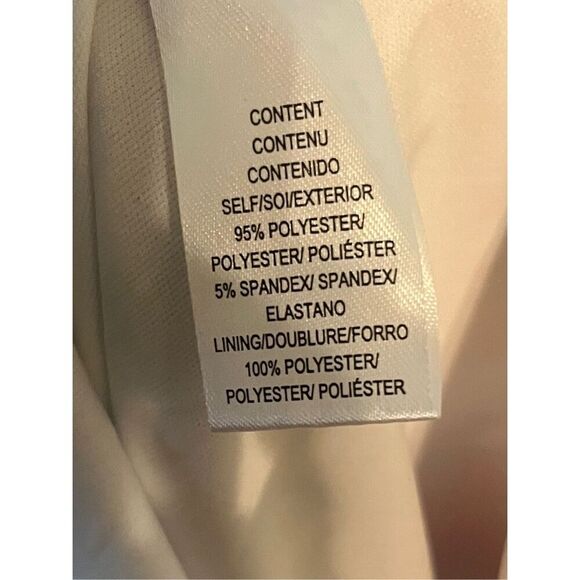 CONTENT
CONTENU
CONTENIDO
SELF/SOI/EXTERIOR
95% POLYESTER/
POLYESTER/ POLIÉSTER
5% SPANDEX/ SPANDEX/
ELASTANO
LINING/DOUBLURE/FORRO
100% POLYESTER/
POLYESTER/ POLIÉSTER